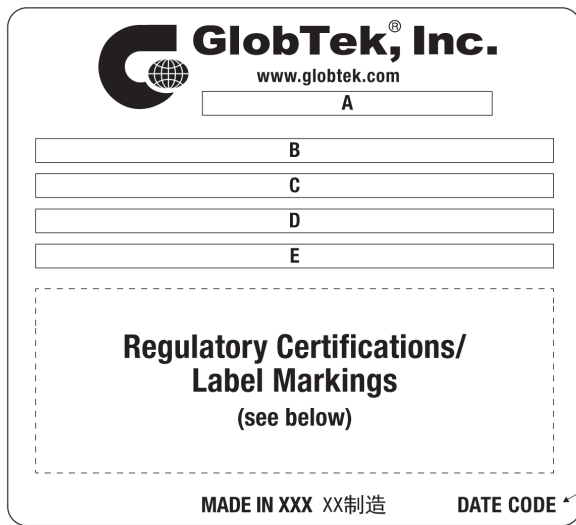 GlobTek,® Inc.
www.globtek.com
A
B
C
D
E
Regulatory Certifications/
Label Markings
(see below)
MADE IN XXX XX制造 DATE CODE